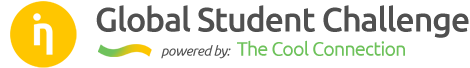 Global Student Challenge
powered by: The Cool Connection